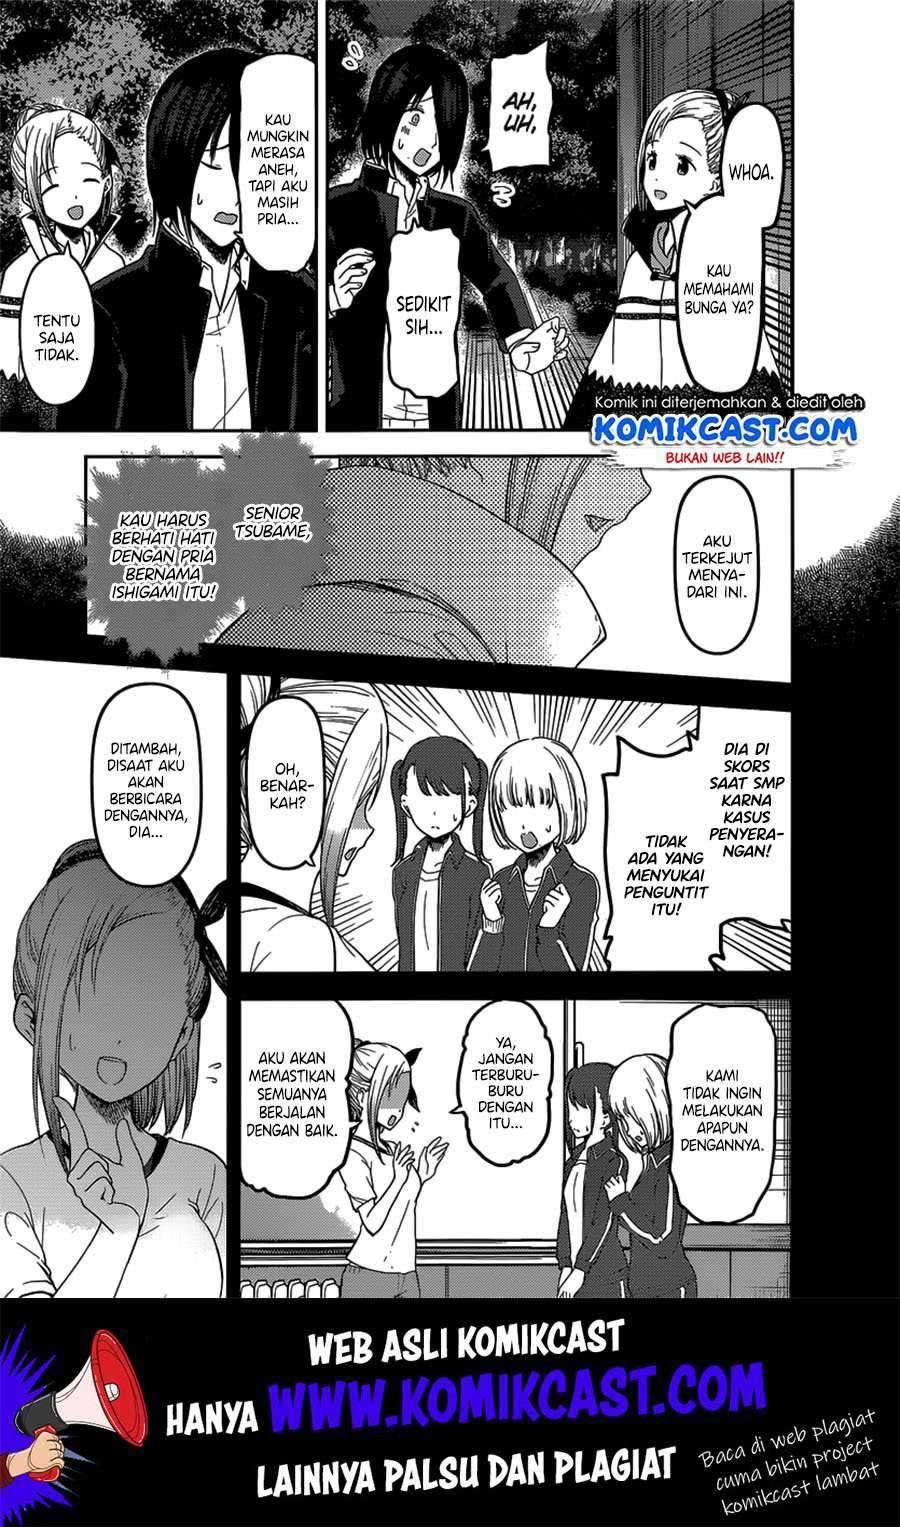 WHOA.
KAU
MEMAHAMI
BUNGA YA?
AH,
UH,
SEDIKIT
SIH...
KAU
MUNGKIN
MERASA
ANEH,
TAPI AKU
MASIH
PRIA...
TENTU
SAJA
TIDAK.
Komik ini diterjemahkan & diedit oleh
KOMIKCAST.COM
BUKAN WEB LAIN!!
AKU
TERKEJUT
MENYA-
DARI INI.
SENIOR
TSUBAME,
KAU HARUS
BERHATI HATI
DENGAN PRIA
BERNAMA
ISHIGAMI ITU!
DIA DI
SKORS
SAAT SMP
KARNA
KASUS
PENYERA-
NGAN!
TIDAK
ADA YANG
MENYUKAI
PENGUNTIT
ITU!
OH,
BENAR-
KAH?
KAMI
TIDAK INGIN
MELAKUKAN
APAPUN
DENGANNYA.
YA,
JANGAN
TERBURU-
BURU
DENGAN
ITU...
AKU AKAN
MEMASTIKAN
SEMUANYA
BERJALAN
DENGAN BAIK.
DITAMBAH,
DISAAT AKU
AKAN
BERBICARA
DENGANNYA,
DIA...
WEB ASLI KOMIKCAST
HANYA WWW.KOMIKCAST.COM
LAINNYA PALSU DAN PLAGIAT
Baca di web plagiat
cuma bikin project
komikcast lambat